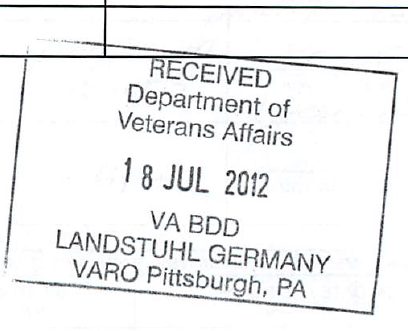 RECEIVED
Department of
Veterans Affairs
18 JUL 2012
VA BDD
LANDSTUHL GERMANY
VARO Pittsburgh, PA